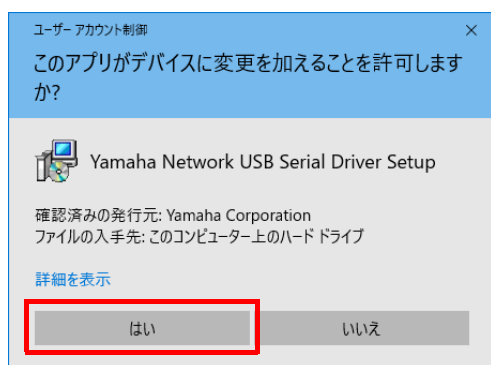 ユーザー アカウント制御
このアプリがデバイスに変更を加えることを許可します
か?
Yamaha Network USB Serial Driver Setup
確認済みの発行元: Yamaha Corporation
ファイルの入手先: このコンピューター上のハード ドライブ
詳細を表示
はい
いいえ